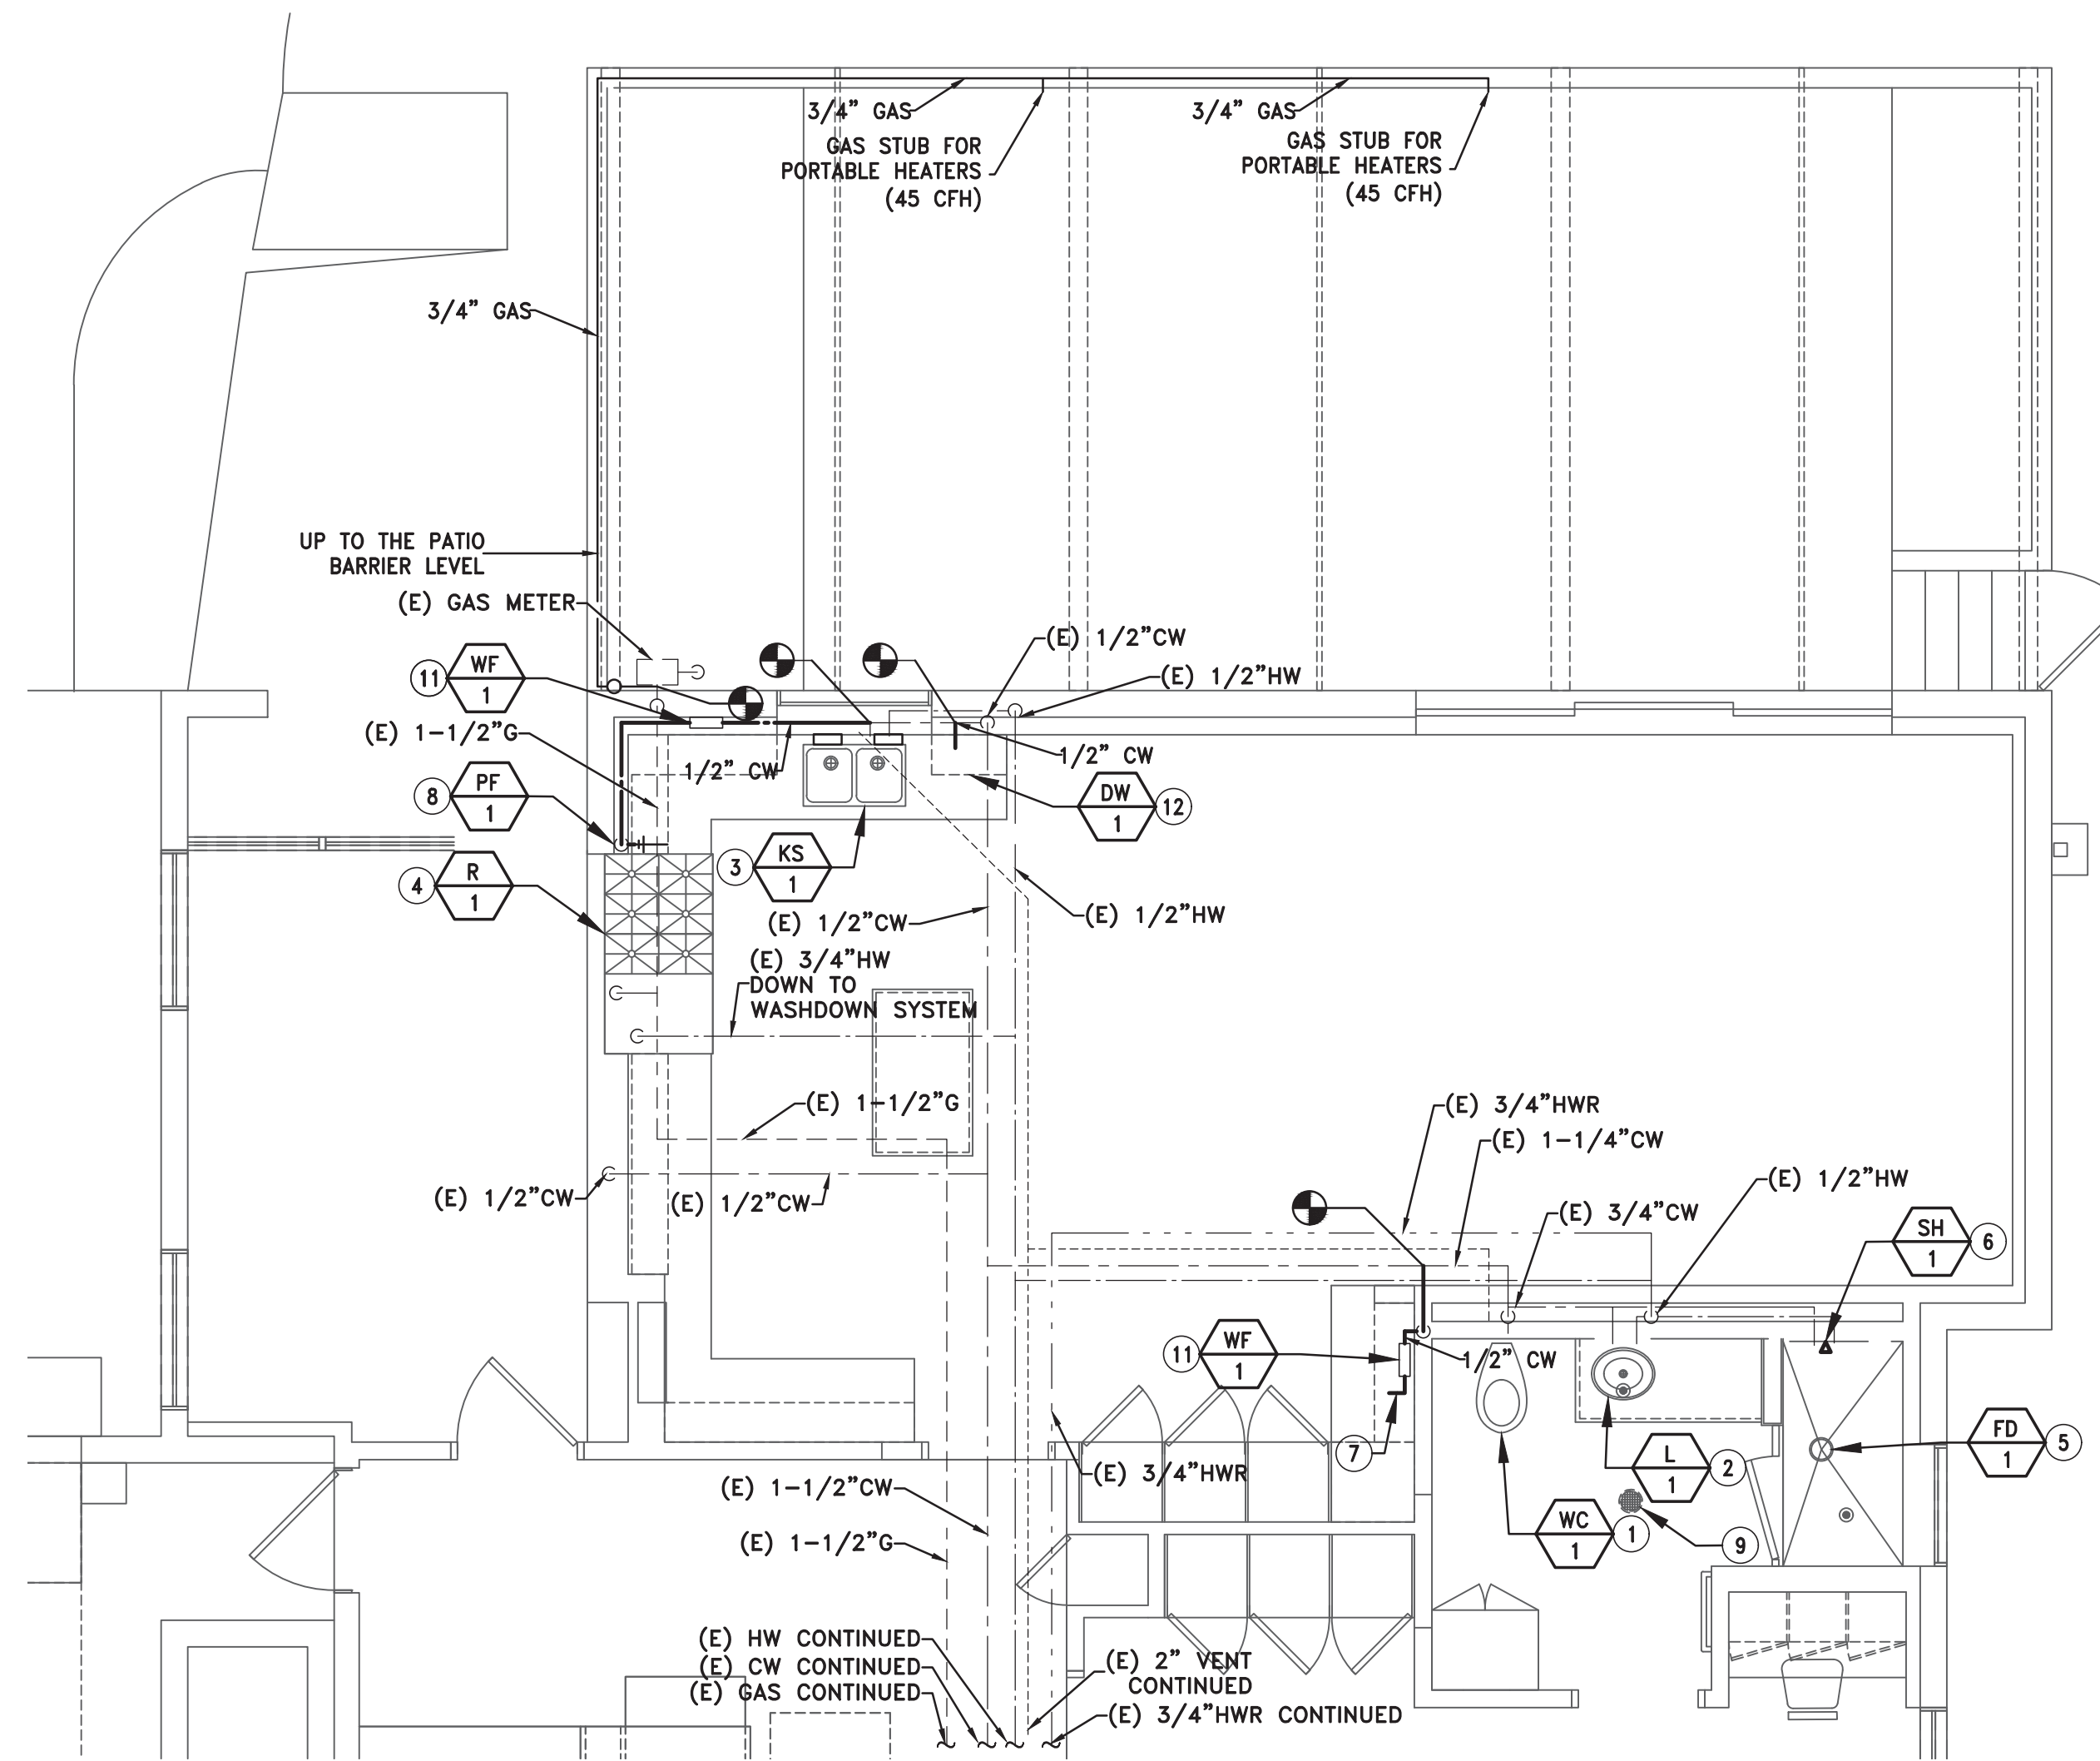 3/4" GAS
GAS STUB FOR
PORTABLE HEATERS
(45 CFH)
3/4" GAS
GAS STUB FOR
PORTABLE HEATERS
(45 CFH)
3/4" GAS
UP TO THE PATIO
BARRIER LEVEL
(E) GAS METER
11
WF
1
(E) 1-1/2"G
8
PF
1
4
R
1
1/2" CW
3
KS
1
(E) 1/2"CW
(E) 1/2"HW
1/2" CW
DW
1
12
(E) 1/2"CW
(E) 1/2"HW
(E) 3/4"HW
DOWN TO
WASHDOWN SYSTEM
(E) 1-1/2"G
(E) 1/2"CW
(E) 1/2"CW
(E) 3/4"HWR
(E) 1-1/4"CW
(E) 1/2"HW
(E) 3/4"CW
SH
1
6
11
WF
1
1/2" CW
7
FD
1
5
L
1
2
WC
1
1
9
(E) 3/4"HWR
(E) 1-1/2"CW
(E) 1-1/2"G
(E) HW CONTINUED
(E) CW CONTINUED
(E) GAS CONTINUED
(E) 2" VENT
CONTINUED
(E) 3/4"HWR CONTINUED